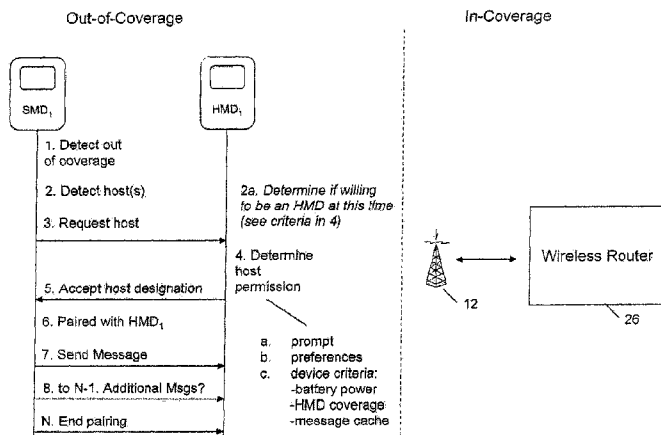 Out-of-Coverage
In-Coverage
SMD1
HMD1
1. Detect out
of coverage
2. Detect host(s)
2a. Determine if willing
to be an HMD at this time
(see criteria in 4)
3. Request host
4. Determine
host
permission
5. Accept host designation
6. Paired with HMD1
7. Send Message
8. to N-1. Additional Msgs?
N. End pairing
a. prompt
b. preferences
c. device criteria:
-battery power
-HMD coverage
-message cache
12
Wireless Router
26